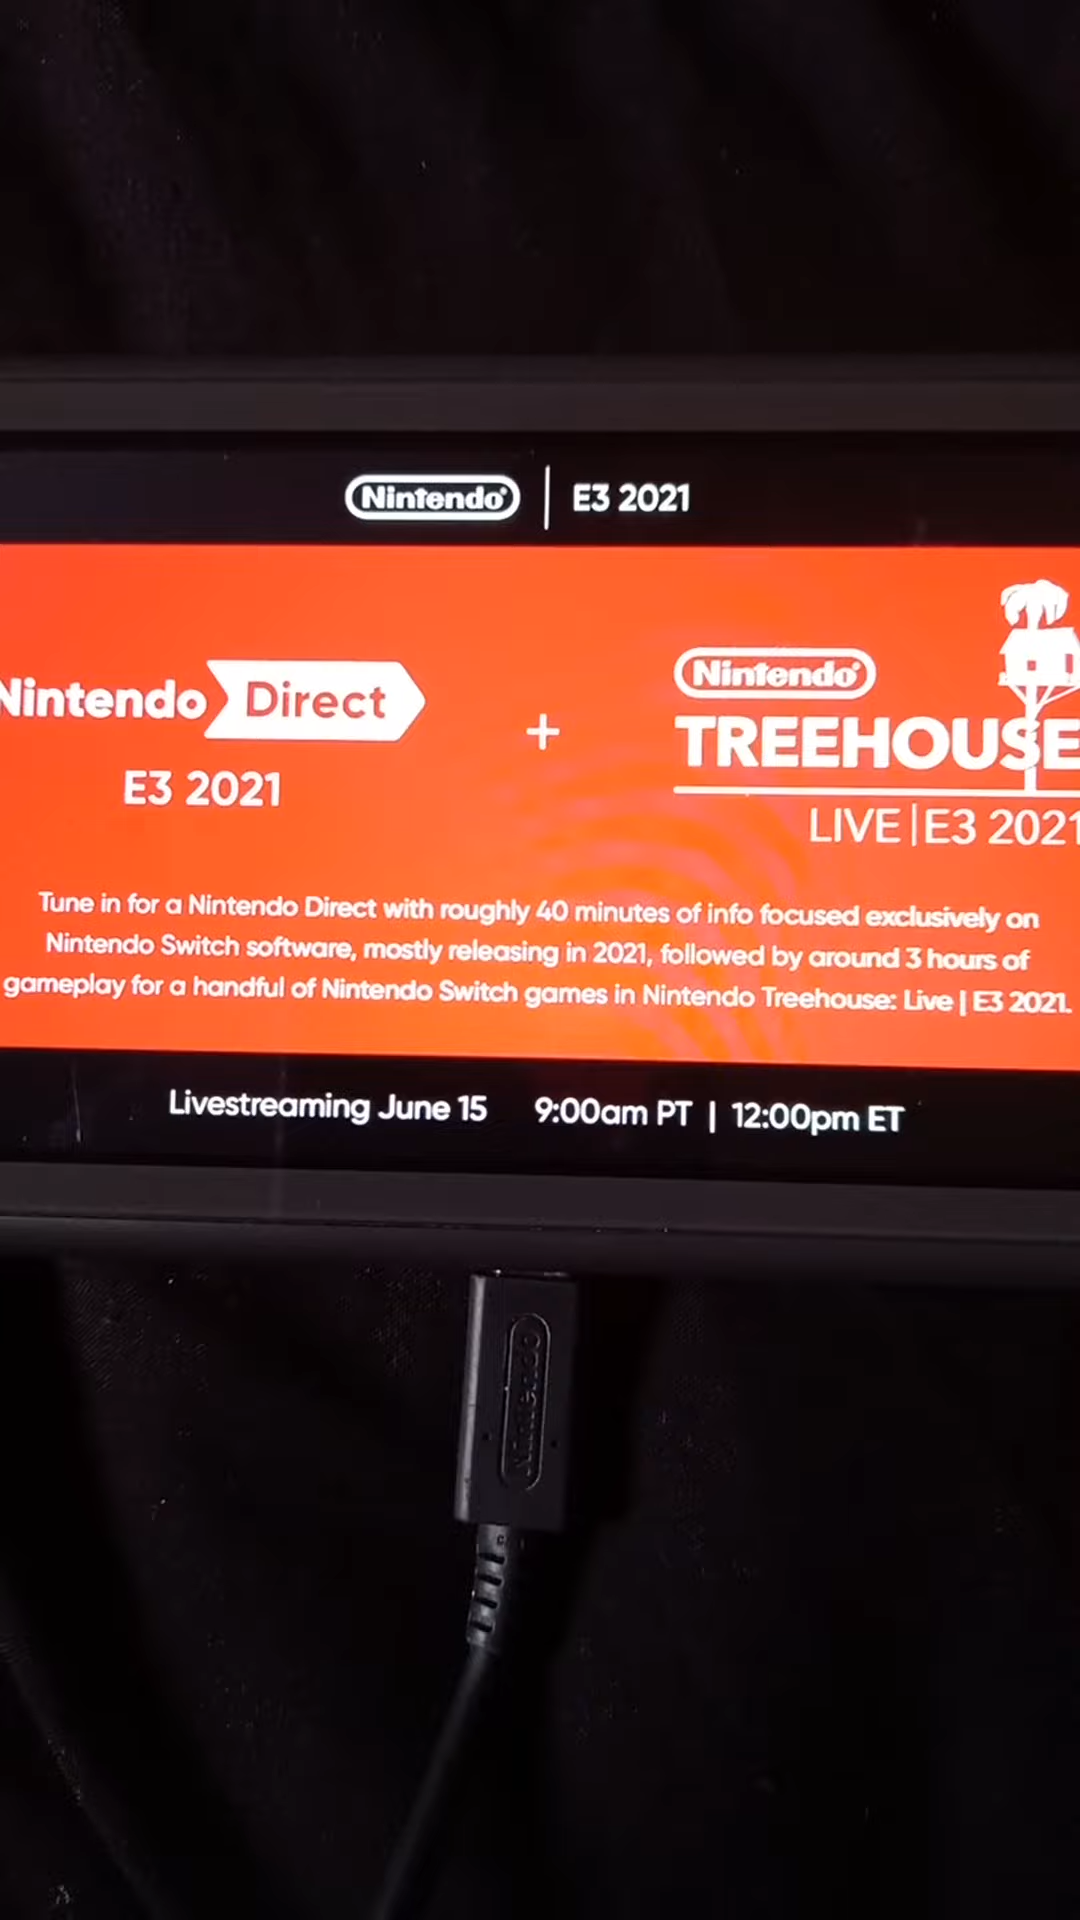 Nintendo | E3 2021
Nintendo Direct
E3 2021
+
Nintendo
TREEHOUSE
LIVE | E3 2021
Tune in for a Nintendo Direct with roughly 40 minutes of info focused exclusively on
Nintendo Switch software, mostly releasing in 2021, followed by around 3 hours of
gameplay for a handful of Nintendo Switch games in Nintendo Treehouse: Live | E3 2021.
Livestreaming June 15 9:00am PT | 12:00pm ET
Nintendo